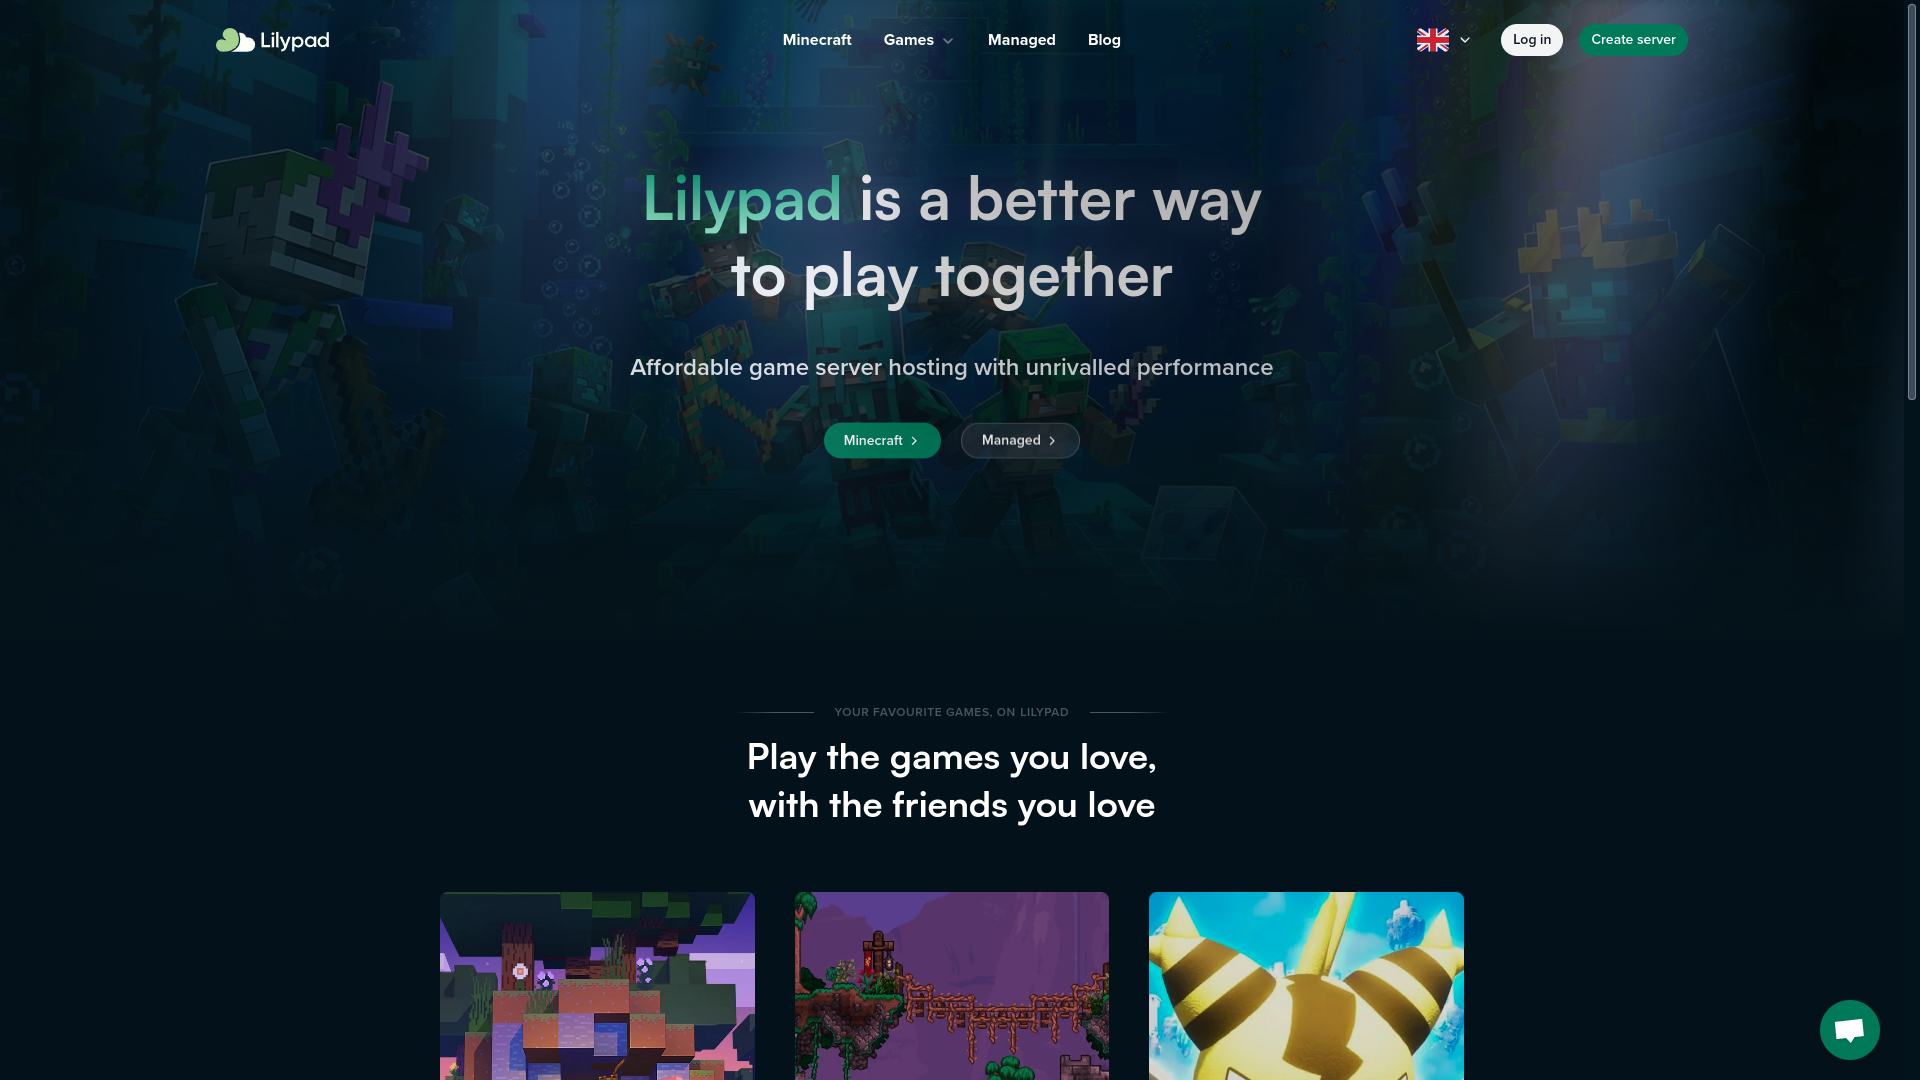 Lilypad
Minecraft
Games
Managed
Blog
Log in
Create server
Lilypad is a better way
to play together
Affordable game server hosting with unrivalled performance
Minecraft
Managed
YOUR FAVOURITE GAMES, ON LILYPAD
Play the games you love,
with the friends you love